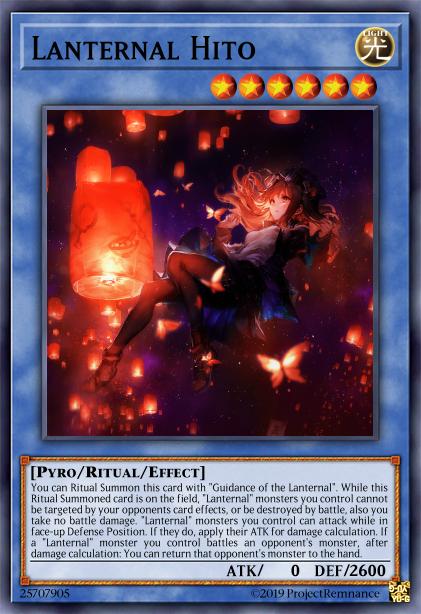 Lanternal Hito
LIGHT
光
[Pyro/Ritual/Effect]
You can Ritual Summon this card with "Guidance of the Lanternal". While this
Ritual Summoned card is on the field, "Lanternal" monsters you control cannot
be targeted by your opponents card effects, or be destroyed by battle, also you
take no battle damage. "Lanternal" monsters you control can attack while in
face-up Defense Position. If they do, apply their ATK for damage calculation. If
a "Lanternal" monster you control battles an opponent's monster, after
damage calculation: You can return that opponent's monster to the hand.
ATK/ 0 DEF/2600
25707905 ©2019 ProjectRemnance